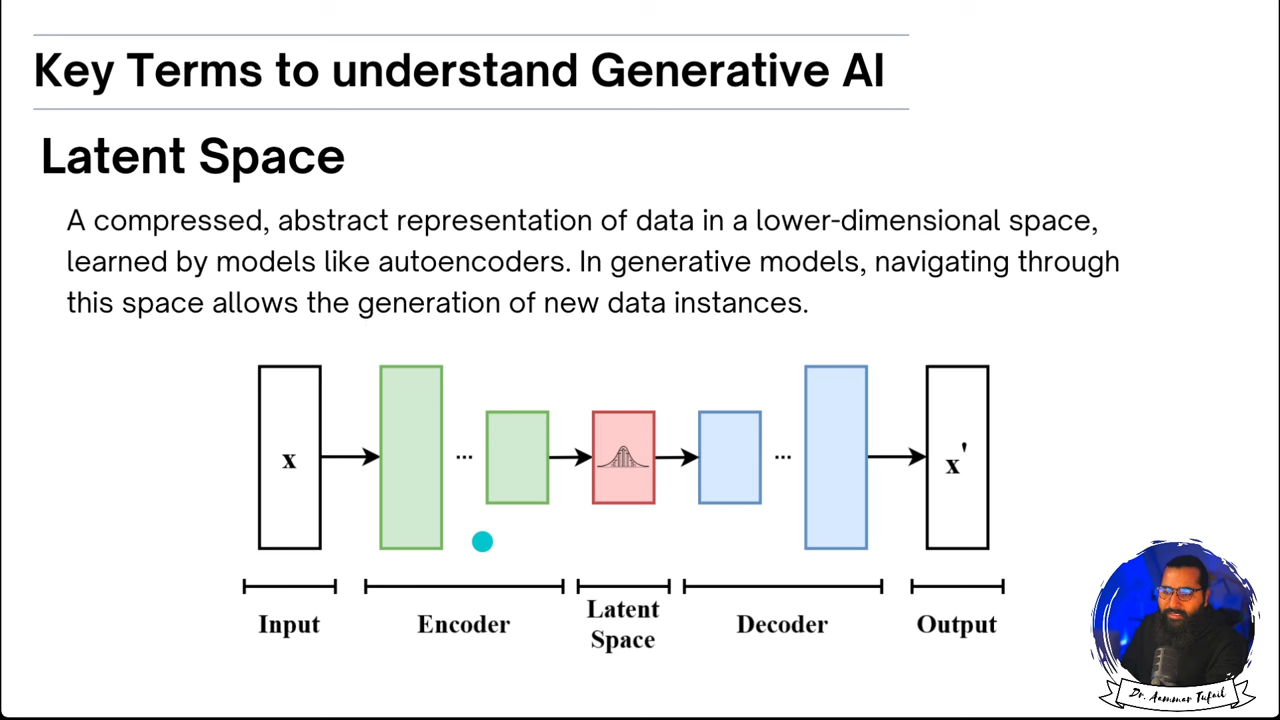 Key Terms to understand Generative AI
Latent Space
A compressed, abstract representation of data in a lower-dimensional space,
learned by models like autoencoders. In generative models, navigating through
this space allows the generation of new data instances.
x
...
...
x'
Input
Encoder
Latent
Space
Decoder
Output
Dr. Aammar Tufail